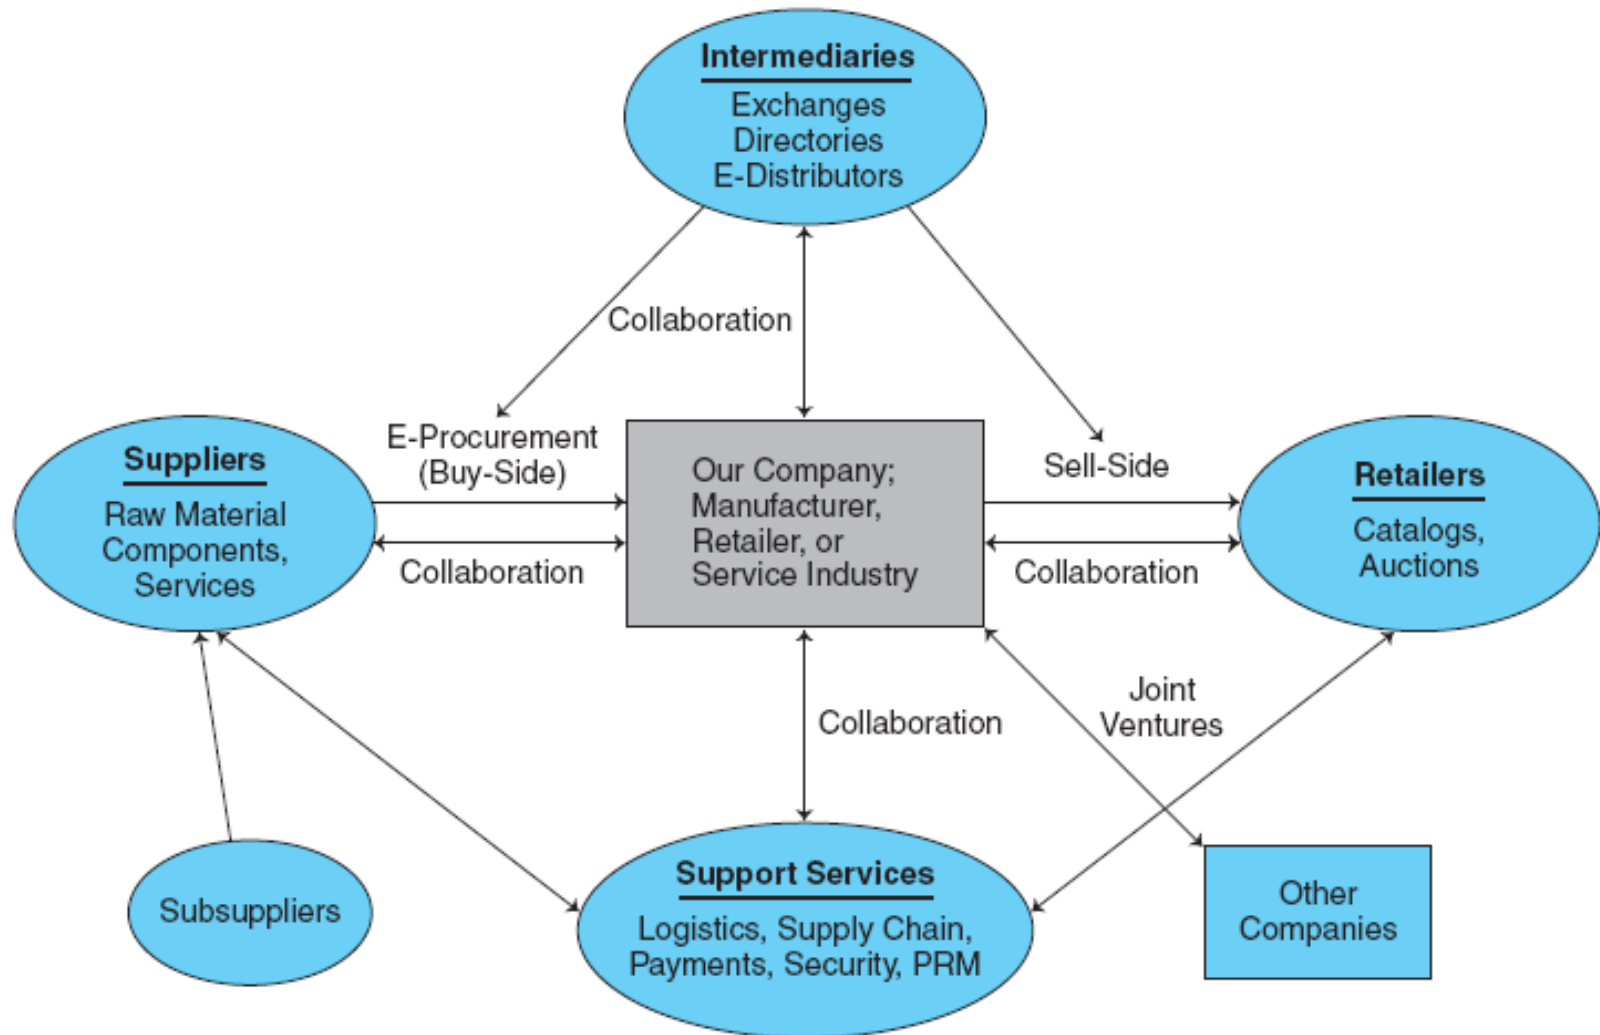 Intermediaries
Exchanges
Directories
E-Distributors
Collaboration
E-Procurement
(Buy-Side)
Sell-Side
Suppliers
Raw Material
Components,
Services
Our Company;
Manufacturer,
Retailer, or
Service Industry
Retailers
Catalogs,
Auctions
Collaboration
Collaboration
Collaboration
Joint
Ventures
Subsuppliers
Support Services
Logistics, Supply Chain,
Payments, Security, PRM
Other
Companies